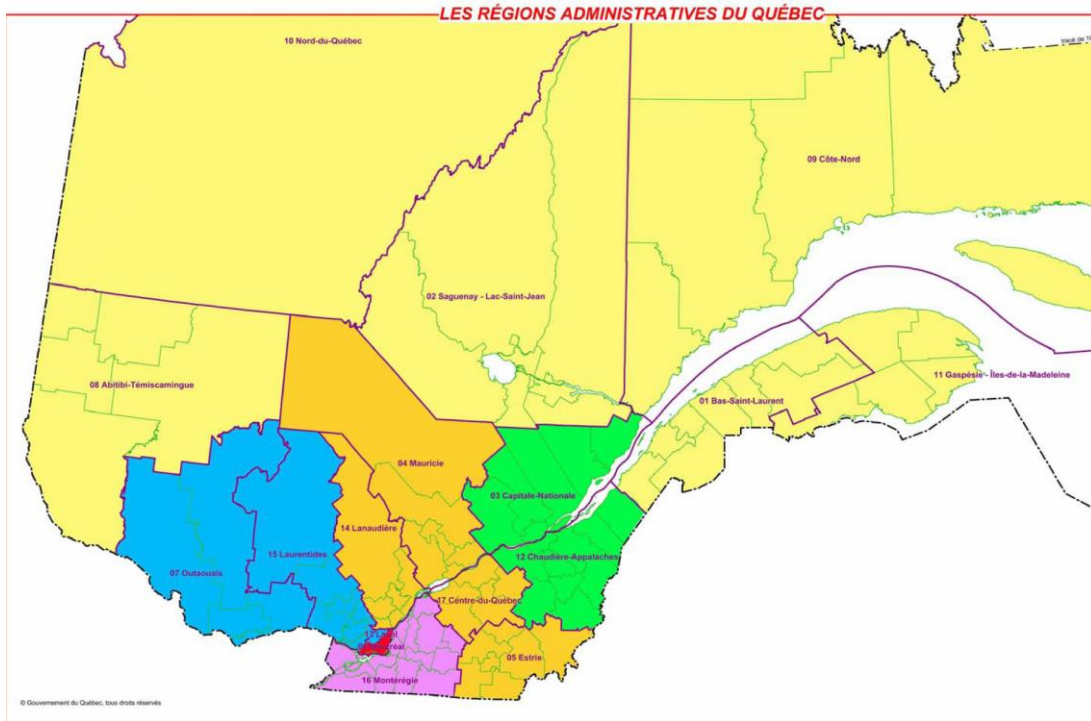 LES RÉGIONS ADMINISTRATIVES DU QUÉBEC
10 Nord-du-Québec
tracé de
09 Côte-Nord
02 Saguenay - Lac-Saint-Jean
08 Abitibi-Témiscamingue
11 Gaspésie - Îles-de-la-Madeleine
01 Bas-Saint-Laurent
04 Mauricie
03 Capitale-Nationale
14 Lanaudière
15 Laurentides
12 Chaudière-Appalaches
07 Outaouais
17 Centre-du-Québec
05 Estrie
16 Montérégie
© Gouvernement du Québec, tous droits réservés